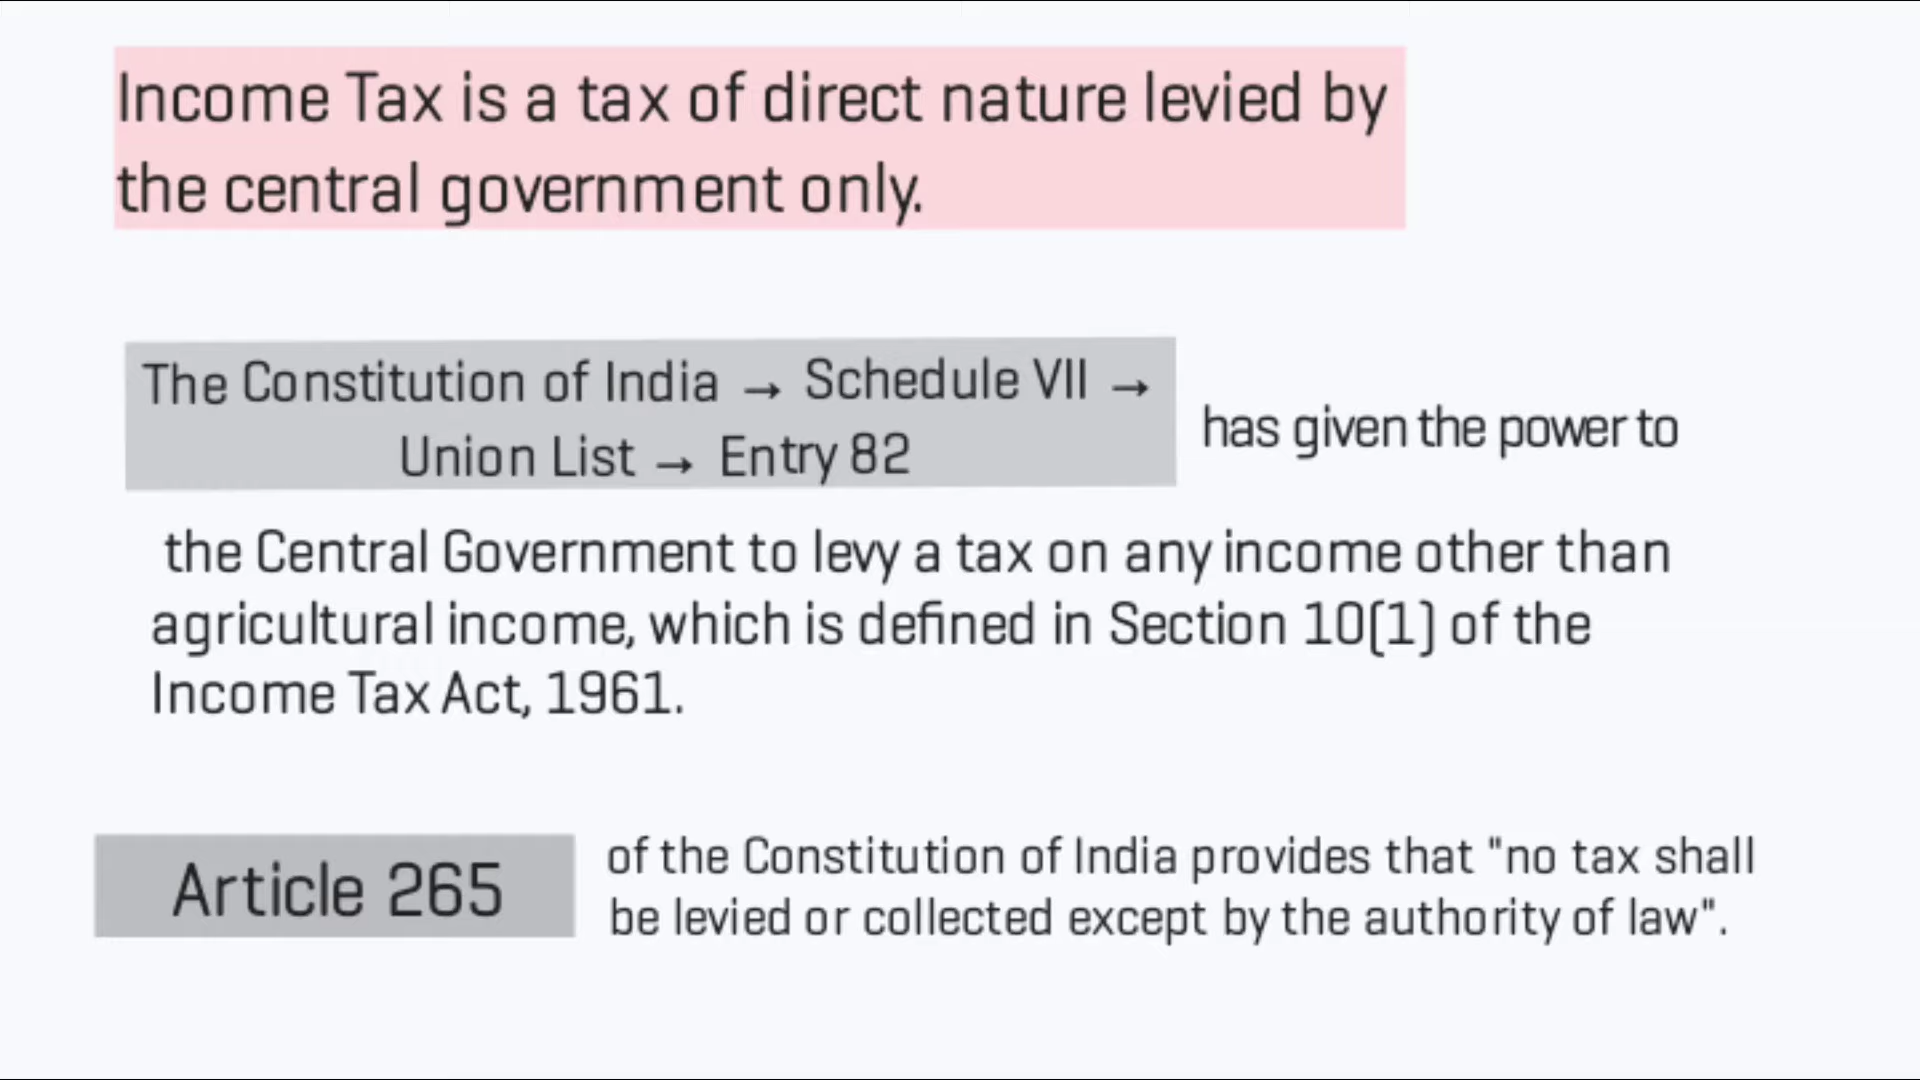 Income Tax is a tax of direct nature levied by
the central government only.
The Constitution of India → Schedule VII →
Union List → Entry 82
has given the power to
the Central Government to levy a tax on any income other than
agricultural income, which is defined in Section 10(1) of the
Income Tax Act, 1961.
Article 265
of the Constitution of India provides that "no tax shall
be levied or collected except by the authority of law".